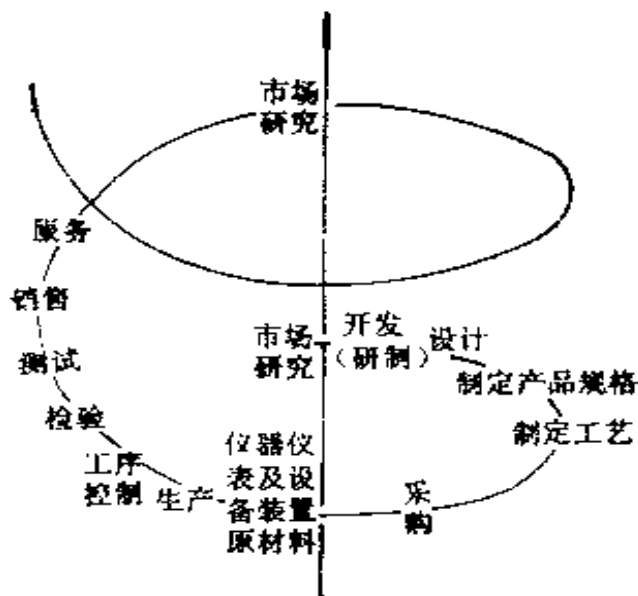 市场
研究
服务
销售
测试
检验
工序
控制
生产
仪器仪
表及设
备装置
原材料
采
购
制定工艺
制定产品规格
设计
开发
(研制)
市场
研究